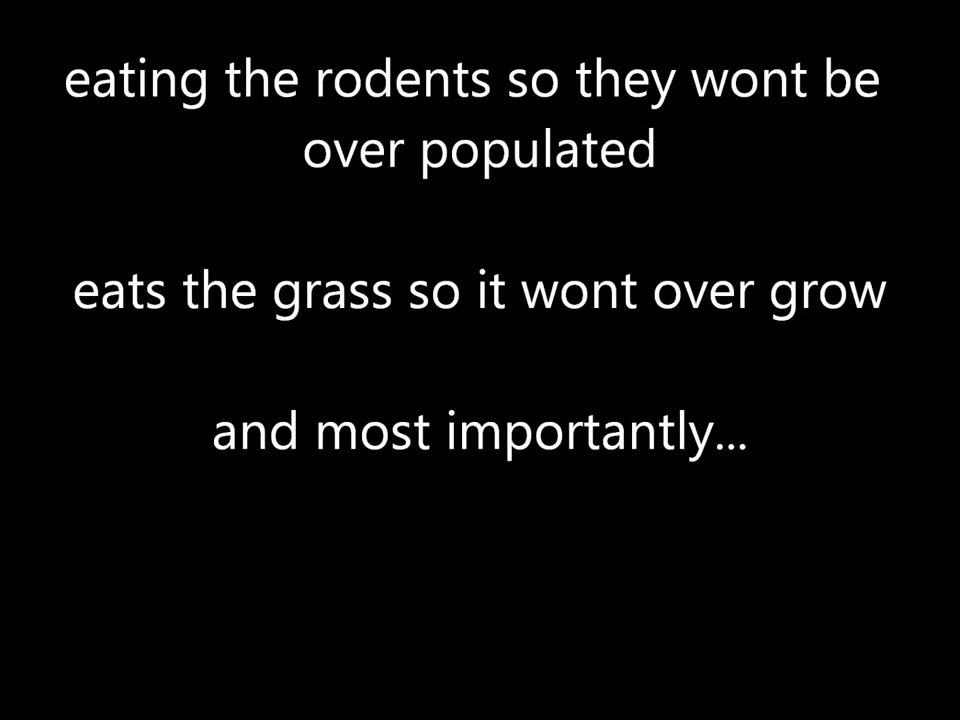 eating the rodents so they wont be
over populated
eats the grass so it wont over grow
and most importantly...